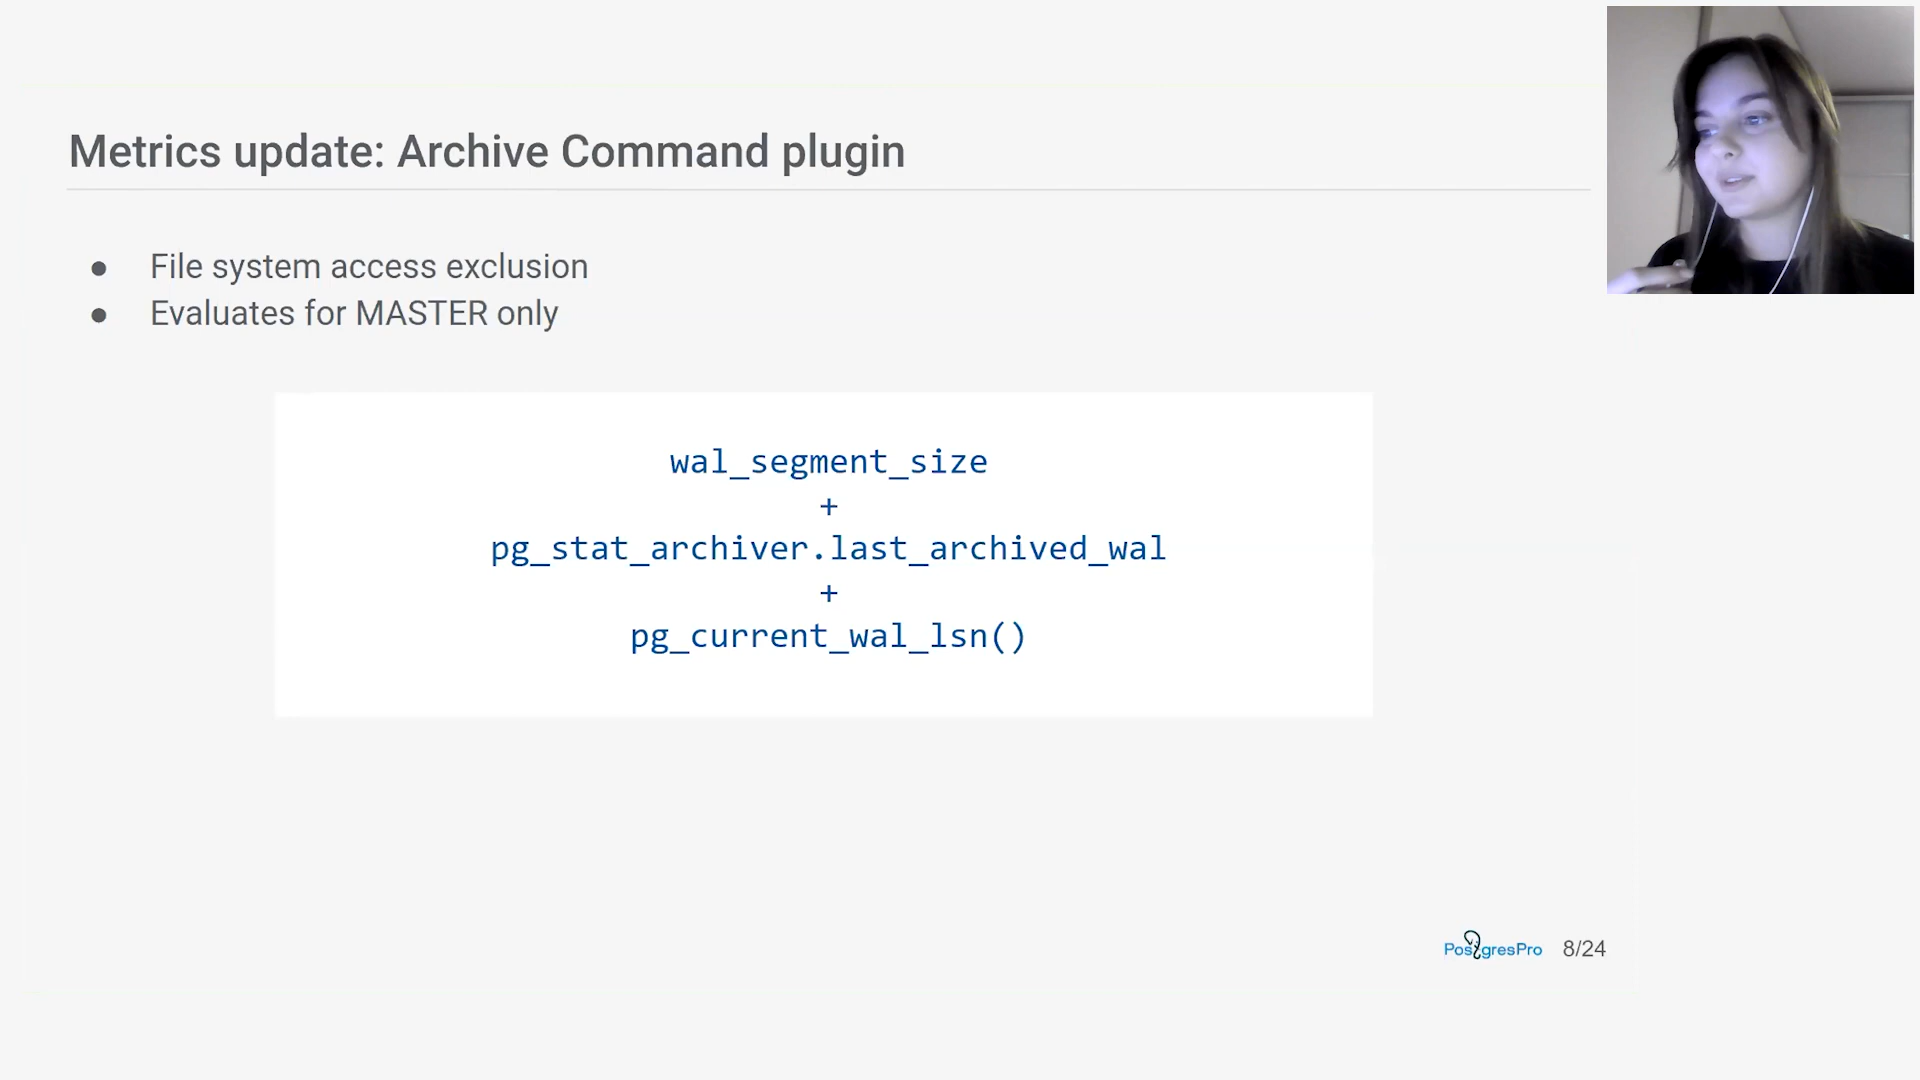 Metrics update: Archive Command plugin
● File system access exclusion
● Evaluates for MASTER only
wal_segment_size
+
pg_stat_archiver.last_archived_wal
+
pg_current_wal_lsn()
PostgresPro 8/24